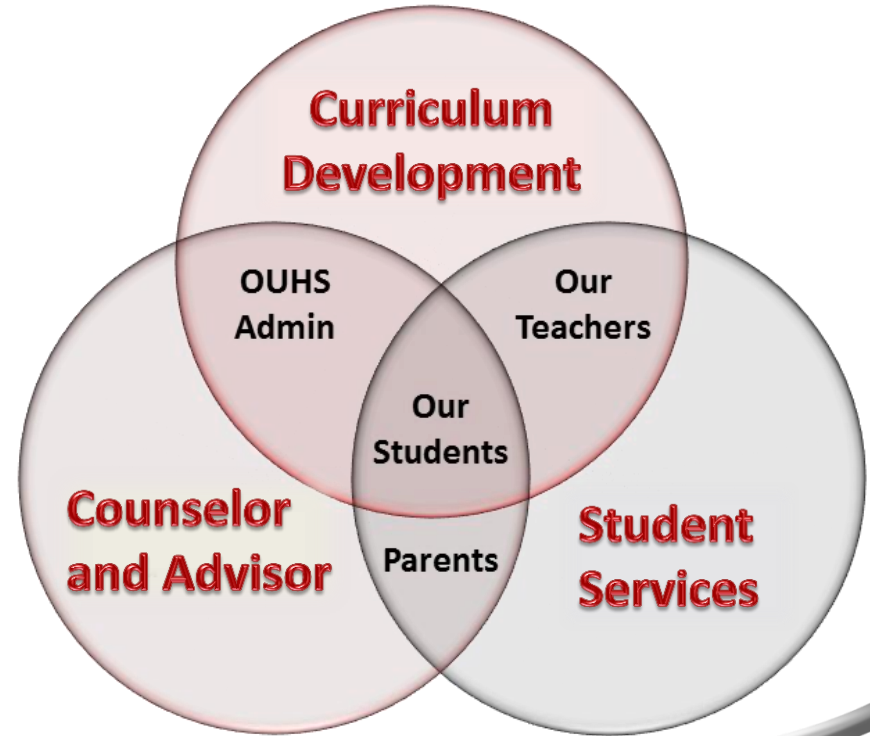 Curriculum
Development
OUHS
Admin
Our
Teachers
Our
Students
Counselor
and Advisor
Parents
Student
Services